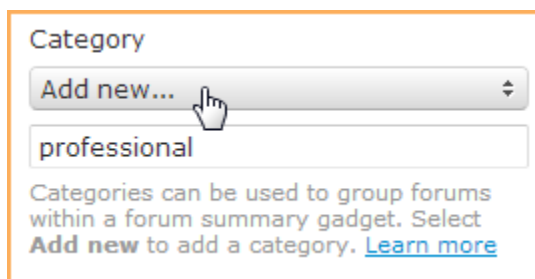 Category
Add new...
professional
Categories can be used to group forums
within a forum summary gadget. Select
Add new to add a category. Learn more